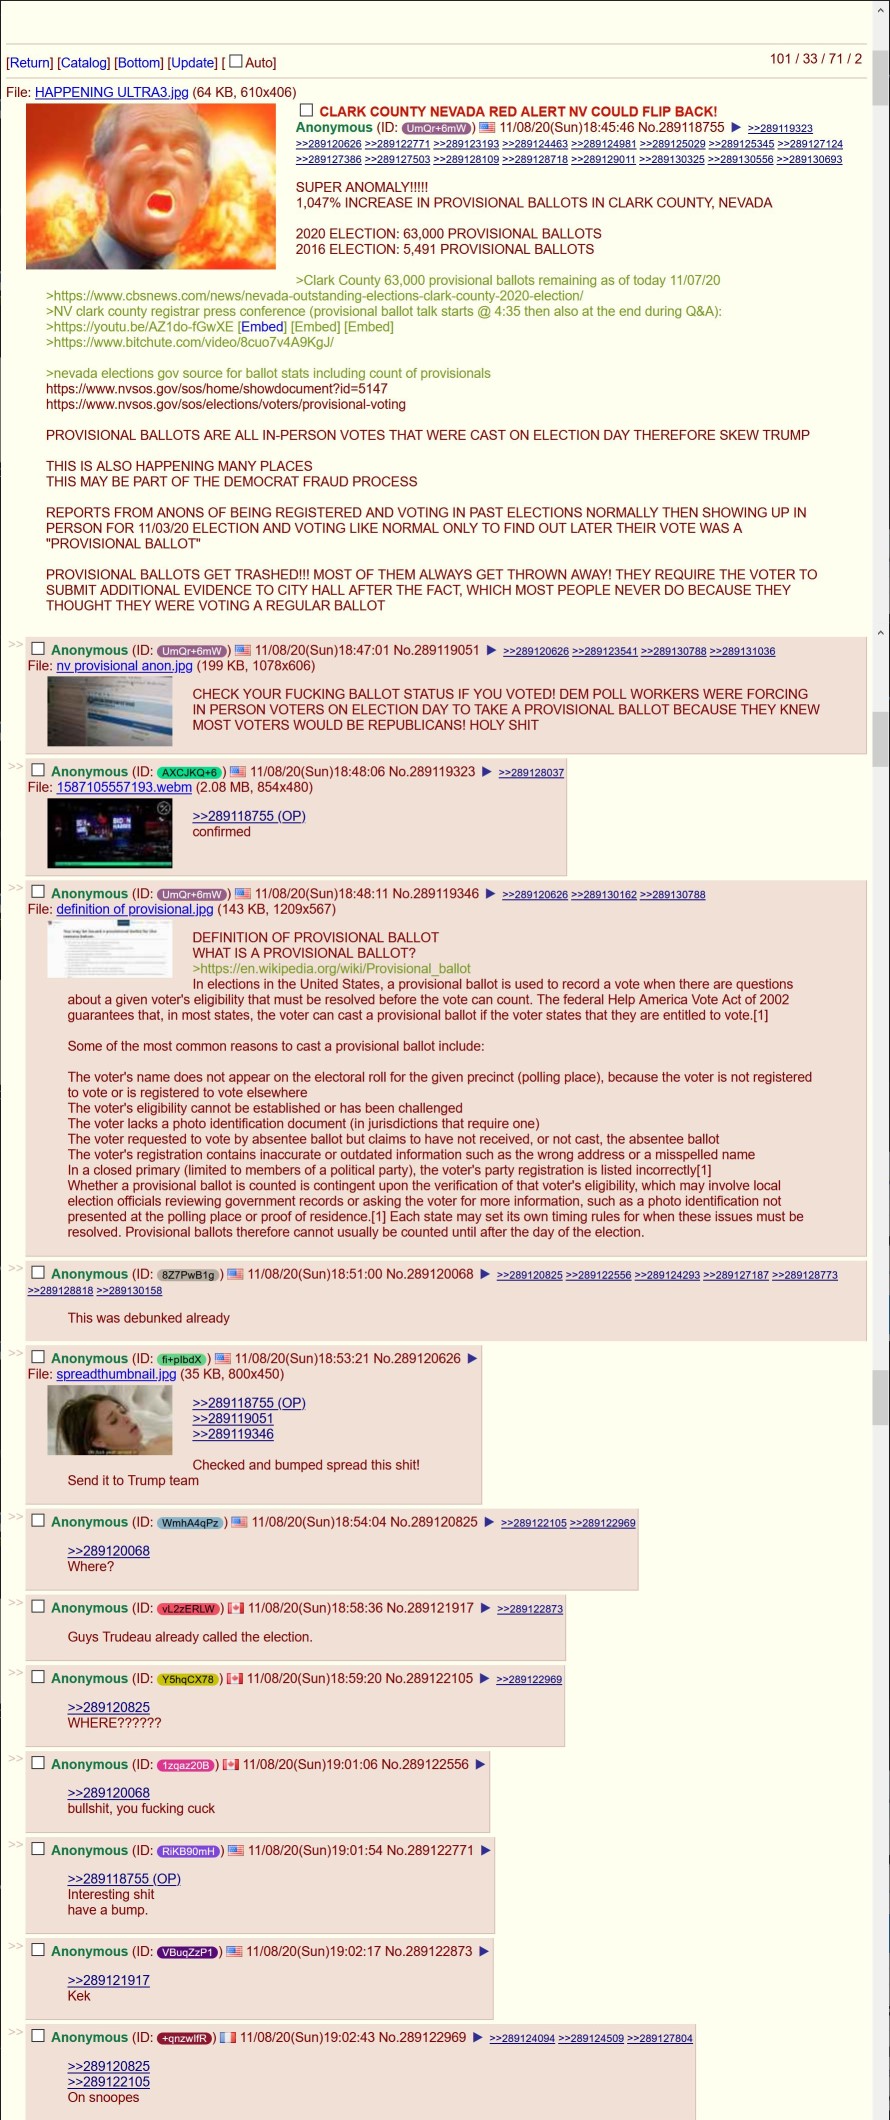 [Return] [Catalog] [Bottom] [Update] [ Auto]
101 / 33 / 71 / 2
File: HAPPENING ULTRA3.jpg (64 KB, 610x406)
CLARK COUNTY NEVADA RED ALERT NV COULD FLIP BACK!
Anonymous (ID: UmQr+6mW) 11/08/20(Sun)18:45:46 No.289118755 ▶ >>289119323
>>289120626 >>289122771 >>289123193 >>289124463 >>289124981 >>289125029 >>289125345 >>289127124
>>289127386 >>289127503 >>289128109 >>289128718 >>289129011 >>289130325 >>289130556 >>289130693
SUPER ANOMALY!!!!!
1,047% INCREASE IN PROVISIONAL BALLOTS IN CLARK COUNTY, NEVADA
2020 ELECTION: 63,000 PROVISIONAL BALLOTS
2016 ELECTION: 5,491 PROVISIONAL BALLOTS
>Clark County 63,000 provisional ballots remaining as of today 11/07/20
>https://www.cbsnews.com/news/nevada-outstanding-elections-clark-county-2020-election/
>NV clark county registrar press conference (provisional ballot talk starts @ 4:35 then also at the end during Q&A):
>https://youtu.be/AZ1do-fGwXE [Embed] [Embed] [Embed]
>https://www.bitchute.com/video/8cuo7v4A9KgJ/
>nevada elections gov source for ballot stats including count of provisionals
https://www.nvsos.gov/sos/home/showdocument?id=5147
https://www.nvsos.gov/sos/elections/voters/provisional-voting
PROVISIONAL BALLOTS ARE ALL IN-PERSON VOTES THAT WERE CAST ON ELECTION DAY THEREFORE SKEW TRUMP
THIS IS ALSO HAPPENING MANY PLACES
THIS MAY BE PART OF THE DEMOCRAT FRAUD PROCESS
REPORTS FROM ANONS OF BEING REGISTERED AND VOTING IN PAST ELECTIONS NORMALLY THEN SHOWING UP IN
PERSON FOR 11/03/20 ELECTION AND VOTING LIKE NORMAL ONLY TO FIND OUT LATER THEIR VOTE WAS A
"PROVISIONAL BALLOT"
PROVISIONAL BALLOTS GET TRASHED!!! MOST OF THEM ALWAYS GET THROWN AWAY! THEY REQUIRE THE VOTER TO
SUBMIT ADDITIONAL EVIDENCE TO CITY HALL AFTER THE FACT, WHICH MOST PEOPLE NEVER DO BECAUSE THEY
THOUGHT THEY WERE VOTING A REGULAR BALLOT
>> Anonymous (ID: UmQr+6mW) 11/08/20(Sun)18:47:01 No.289119051 ▶ >>289120626 >>289123541 >>289130788 >>289131036
File: nv provisional anon.jpg (199 KB, 1078x606)
CHECK YOUR FUCKING BALLOT STATUS IF YOU VOTED! DEM POLL WORKERS WERE FORCING
IN PERSON VOTERS ON ELECTION DAY TO TAKE A PROVISIONAL BALLOT BECAUSE THEY KNEW
MOST VOTERS WOULD BE REPUBLICANS! HOLY SHIT
>> Anonymous (ID: AXCJKQ+6) 11/08/20(Sun)18:48:06 No.289119323 ▶ >>289128037
File: 1587105557193.webm (2.08 MB, 854x480)
>>289118755 (OP)
confirmed
>> Anonymous (ID: UmQr+6mW) 11/08/20(Sun)18:48:11 No.289119346 ▶ >>289120626 >>289130162 >>289130788
File: definition of provisional.jpg (143 KB, 1209x567)
DEFINITION OF PROVISIONAL BALLOT
WHAT IS A PROVISIONAL BALLOT?
>https://en.wikipedia.org/wiki/Provisional_ballot
In elections in the United States, a provisional ballot is used to record a vote when there are questions
about a given voter's eligibility that must be resolved before the vote can count. The federal Help America Vote Act of 2002
guarantees that, in most states, the voter can cast a provisional ballot if the voter states that they are entitled to vote.[1]
Some of the most common reasons to cast a provisional ballot include:
The voter's name does not appear on the electoral roll for the given precinct (polling place), because the voter is not registered
to vote or is registered to vote elsewhere
The voter's eligibility cannot be established or has been challenged
The voter lacks a photo identification document (in jurisdictions that require one)
The voter requested to vote by absentee ballot but claims to have not received, or not cast, the absentee ballot
The voter's registration contains inaccurate or outdated information such as the wrong address or a misspelled name
In a closed primary (limited to members of a political party), the voter's party registration is listed incorrectly[1]
Whether a provisional ballot is counted is contingent upon the verification of that voter's eligibility, which may involve local
election officials reviewing government records or asking the voter for more information, such as a photo identification not
presented at the polling place or proof of residence.[1] Each state may set its own timing rules for when these issues must be
resolved. Provisional ballots therefore cannot usually be counted until after the day of the election.
>> Anonymous (ID: 8Z7PwB1g) 11/08/20(Sun)18:51:00 No.289120068 ▶ >>289120825 >>289122556 >>289124293 >>289127187 >>289128773
>>289128818 >>289130158
This was debunked already
>> Anonymous (ID: fi+pIbdX) 11/08/20(Sun)18:53:21 No.289120626 ▶
File: spreadthumbnail.jpg (35 KB, 800x450)
>>289118755 (OP)
>>289119051
>>289119346
Checked and bumped spread this shit!
Send it to Trump team
>> Anonymous (ID: WmhA4qPz) 11/08/20(Sun)18:54:04 No.289120825 ▶ >>289122105 >>289122969
>>289120068
Where?
>> Anonymous (ID: vL2zERLW) 11/08/20(Sun)18:58:36 No.289121917 ▶ >>289122873
Guys Trudeau already called the election.
>> Anonymous (ID: Y5hqCX78) 11/08/20(Sun)18:59:20 No.289122105 ▶ >>289122969
>>289120825
WHERE??????
>> Anonymous (ID: 1zqaz20B) 11/08/20(Sun)19:01:06 No.289122556 ▶
>>289120068
bullshit, you fucking cuck
>> Anonymous (ID: RiKB90mH) 11/08/20(Sun)19:01:54 No.289122771 ▶
>>289118755 (OP)
Interesting shit
have a bump.
>> Anonymous (ID: VBuqZzP1) 11/08/20(Sun)19:02:17 No.289122873 ▶
>>289121917
Kek
>> Anonymous (ID: +qnzwlfR) 11/08/20(Sun)19:02:43 No.289122969 ▶ >>289124094 >>289124509 >>289127804
>>289120825
>>289122105
On snoopes